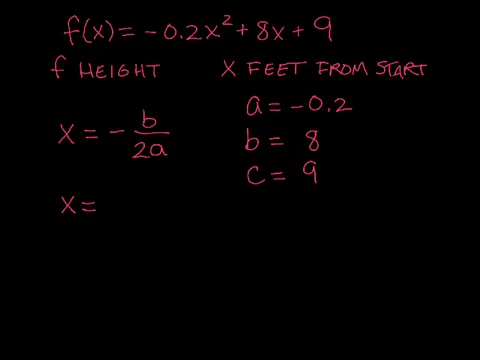 f(x) = -0.2x² + 8x + 9
f HEIGHT X FEET FROM START
a = -0.2
x = - b/2a
b = 8
c = 9
x =